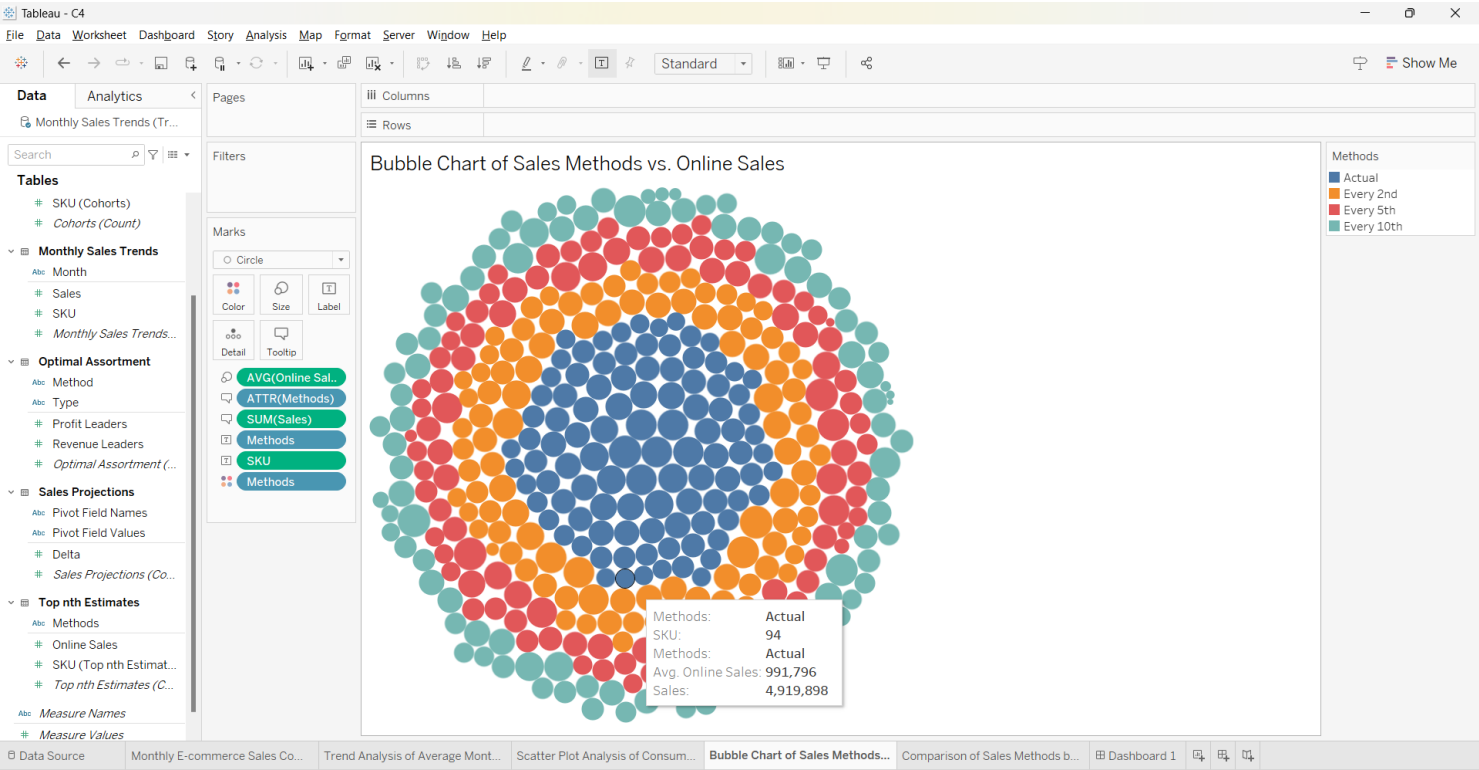 Tableau - C4
File Data Worksheet Dashboard Story Analysis Map Format Server Window Help
Standard
Show Me
Data Analytics
Monthly Sales Trends (Tr...
Search
Tables
SKU (Cohorts)
Cohorts (Count)
Monthly Sales Trends
Abc Month
Sales
SKU
Monthly Sales Trends...
Optimal Assortment
Abc Method
Abc Type
Profit Leaders
Revenue Leaders
Optimal Assortment (...
Sales Projections
Abc Pivot Field Names
Abc Pivot Field Values
Delta
Sales Projections (Co...
Top nth Estimates
Abc Methods
Online Sales
SKU (Top nth Estimat...
Top nth Estimates (C...
Abc Measure Names
Measure Values
Pages
Filters
Marks
Circle
Color Size Label
Detail Tooltip
AVG(Online Sal..
ATTR(Methods)
SUM(Sales)
Methods
SKU
Methods
Columns
Rows
Bubble Chart of Sales Methods vs. Online Sales
Methods: Actual
SKU: 94
Methods: Actual
Avg. Online Sales: 991,796
Sales: 4,919,898
Methods
Actual
Every 2nd
Every 5th
Every 10th
Data Source Monthly E-commerce Sales Co... Trend Analysis of Average Mont... Scatter Plot Analysis of Consum... Bubble Chart of Sales Methods... Comparison of Sales Methods b... Dashboard 1